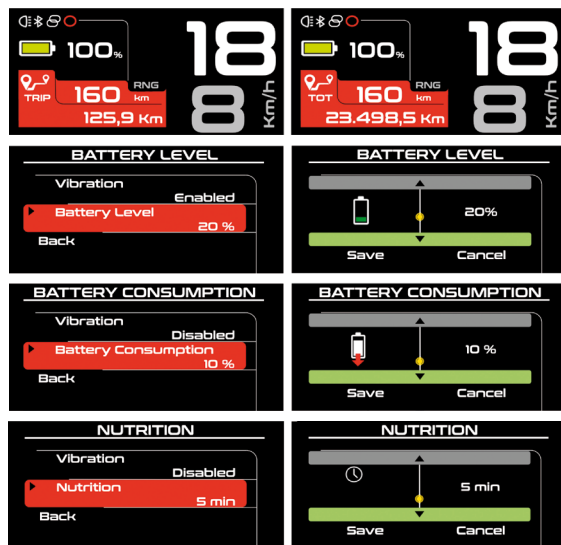 100%
18
RNG
TRIP
160 km
125,9 Km
8
Km/h
100%
18
RNG
TOT
160 km
23.498,5 Km
8
Km/h
BATTERY LEVEL
Vibration
Enabled
Battery Level
20 %
Back
BATTERY LEVEL
20%
Save Cancel
BATTERY CONSUMPTION
Vibration
Disabled
Battery Consumption
10 %
Back
BATTERY CONSUMPTION
10 %
Save Cancel
NUTRITION
Vibration
Disabled
Nutrition
5 min
Back
NUTRITION
5 min
Save Cancel